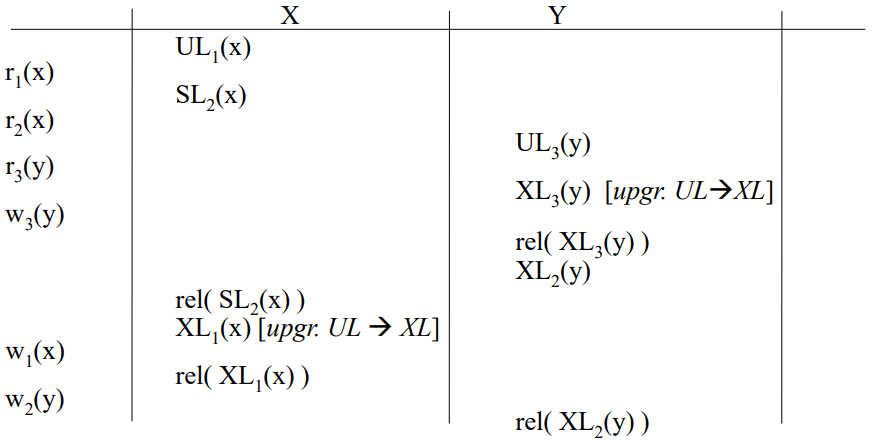 X Y
UL₁(x)
r₁(x)
SL₂(x)
r₂(x)
UL₃(y)
r₃(y)
XL₃(y) [upgr. UL→XL]
w₃(y)
rel( XL₃(y) )
XL₂(y)
rel( SL₂(x) )
XL₁(x) [upgr. UL → XL]
w₁(x)
rel( XL₁(x) )
w₂(y)
rel( XL₂(y) )